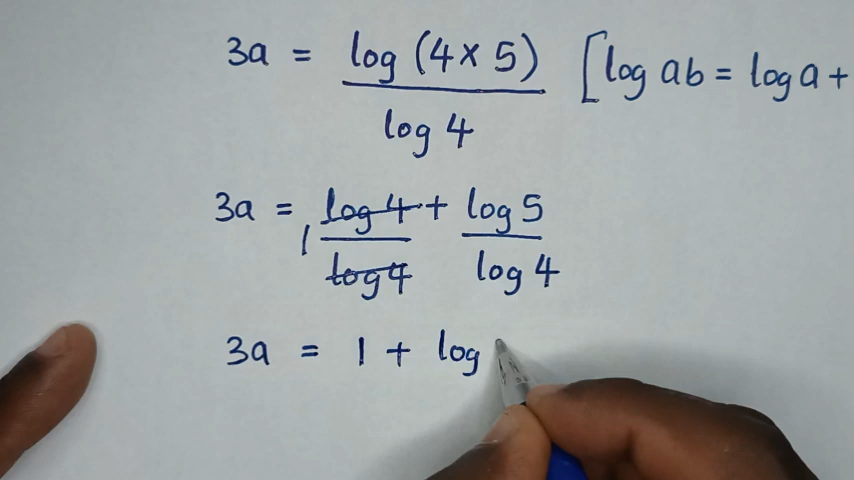 3a = log (4 × 5) / log 4 [log ab = log a +
3a = log 4 / log 4 1 + log 5 / log 4
3a = 1 + log